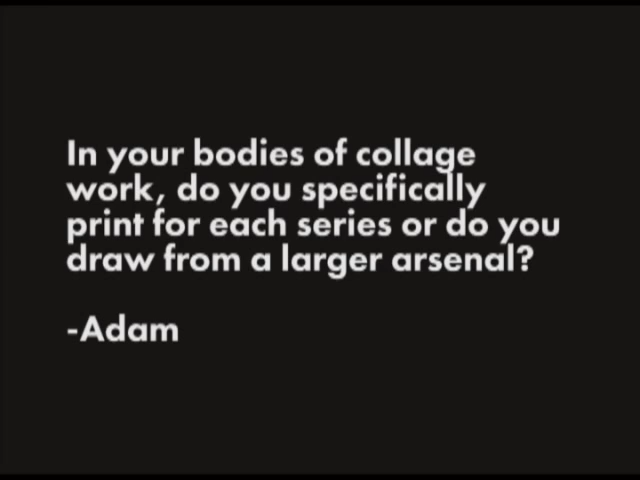 In your bodies of collage
work, do you specifically
print for each series or do you
draw from a larger arsenal?
-Adam